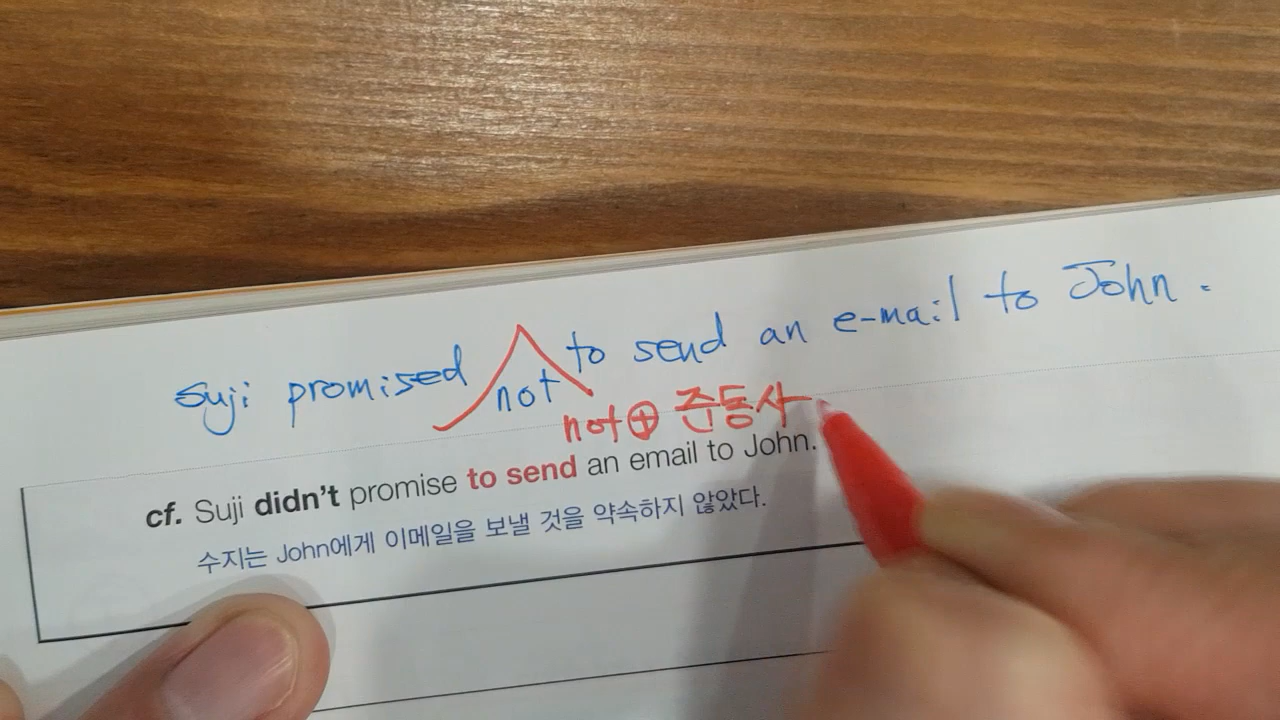 Suji promised not to send an e-mail to John.
not⊕준동사
cf. Suji didn't promise to send an email to John.
수지는 John에게 이메일을 보낼 것을 약속하지 않았다.